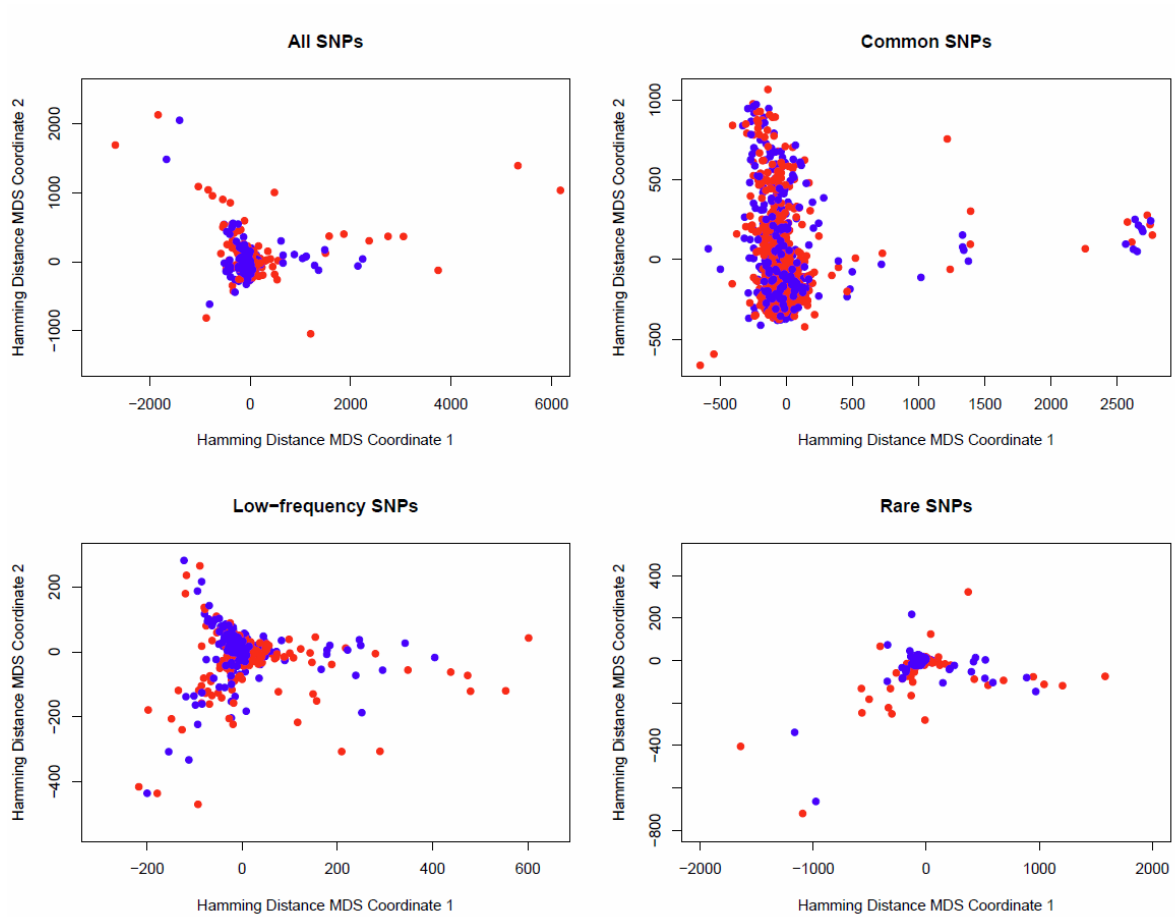 All SNPs
Hamming Distance MDS Coordinate 2
2000
1000
0
−1000
−2000 0 2000 4000 6000
Hamming Distance MDS Coordinate 1
Common SNPs
Hamming Distance MDS Coordinate 2
1000
500
0
−500
−500 0 500 1000 1500 2000 2500
Hamming Distance MDS Coordinate 1
Low−frequency SNPs
Hamming Distance MDS Coordinate 2
200
0
−200
−400
−200 0 200 400 600
Hamming Distance MDS Coordinate 1
Rare SNPs
Hamming Distance MDS Coordinate 2
400
200
0
−400
−800
−2000 −1000 0 1000 2000
Hamming Distance MDS Coordinate 1